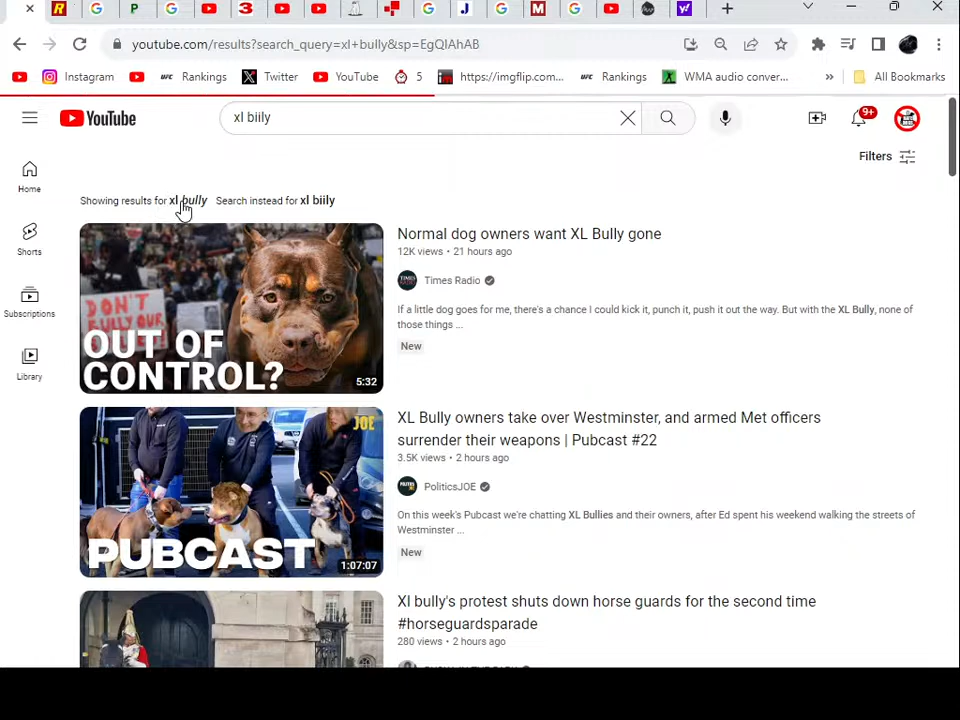 youtube.com/results?search_query=xl+bully&sp=EgQIAhAB
Instagram
UFC Rankings
Twitter
YouTube
5
https://imgflip.com...
UFC Rankings
WMA audio conver...
»
All Bookmarks
YouTube
xl biily
9+
Filters
Home
Shorts
Subscriptions
Library
Showing results for xl bully Search instead for xl biily
DON'T
BULLY OUR
OUT OF
CONTROL?
5:32
Normal dog owners want XL Bully gone
12K views • 21 hours ago
Times Radio
If a little dog goes for me, there's a chance I could kick it, punch it, push it out the way. But with the XL Bully, none of
those things ...
New
JOE
PUBCAST
1:07:07
XL Bully owners take over Westminster, and armed Met officers
surrender their weapons | Pubcast #22
3.5K views • 2 hours ago
PoliticsJOE
On this week's Pubcast we're chatting XL Bullies and their owners, after Ed spent his weekend walking the streets of
Westminster ...
New
Xl bully's protest shuts down horse guards for the second time
#horseguardsparade
280 views • 2 hours ago